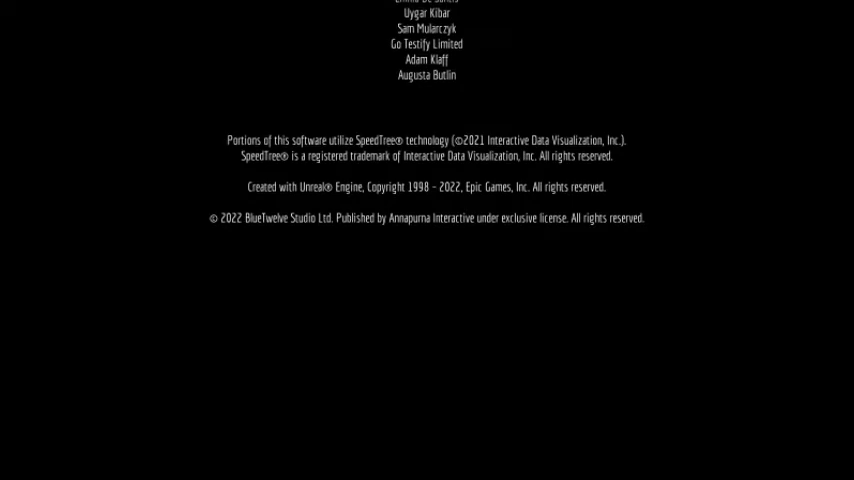 Uygar Kibar
Sam Mularczyk
Go Testify Limited
Adam Klaff
Augusta Butlin
Portions of this software utilize SpeedTree® technology (©2021 Interactive Data Visualization, Inc.).
SpeedTree® is a registered trademark of Interactive Data Visualization, Inc. All rights reserved.
Created with Unreal® Engine, Copyright 1998 - 2022, Epic Games, Inc. All rights reserved.
© 2022 BlueTwelve Studio Ltd. Published by Annapurna Interactive under exclusive license. All rights reserved.